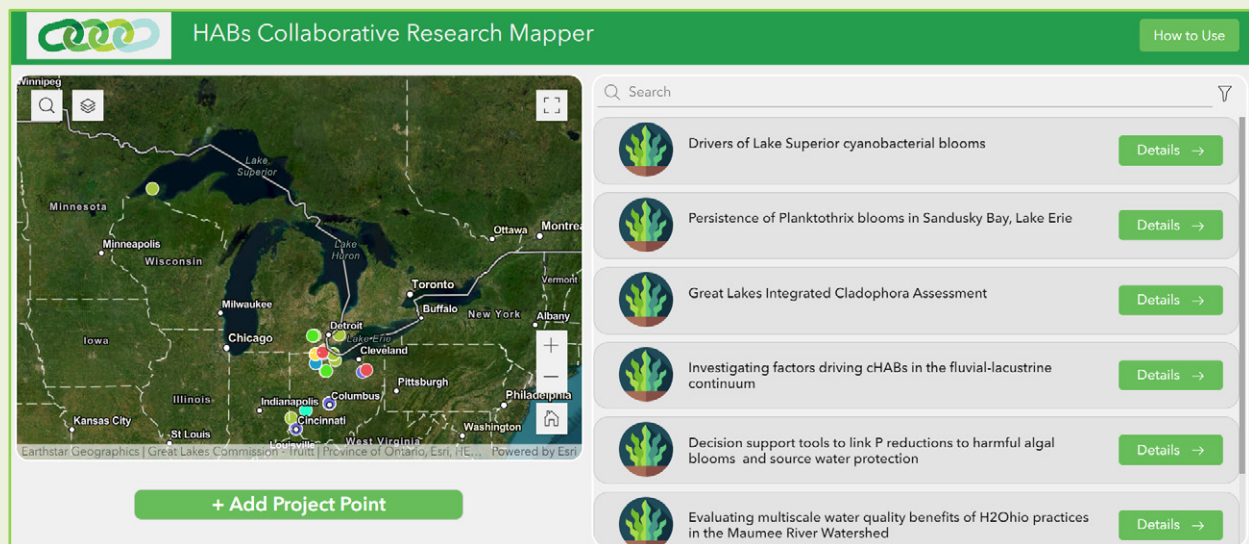 HABs Collaborative Research Mapper
How to Use
Winnipeg
Lake
Superior
Minnesota
Minneapolis
Wisconsin
Ottawa
Montrea
Lake
Huron
Toronto
Vermont
Milwaukee
Buffalo
New York
Albany
Detroit
Iowa
Chicago
Lake Erie
Cleveland
Pittsburgh
Illinois
Indianapolis
Columbus
Philadelphia
Kansas City
Cincinnati
St Louis
Washington
Louisville
West Virginia
Earthstar Geographics | Great Lakes Commission - Truitt | Province of Ontario, Esri, HE... Powered by Esri
+ Add Project Point
Search
Drivers of Lake Superior cyanobacterial blooms
Details →
Persistence of Planktothrix blooms in Sandusky Bay, Lake Erie
Details →
Great Lakes Integrated Cladophora Assessment
Details →
Investigating factors driving cHABs in the fluvial-lacustrine
continuum
Details →
Decision support tools to link P reductions to harmful algal
blooms and source water protection
Details →
Evaluating multiscale water quality benefits of H2Ohio practices
in the Maumee River Watershed
Details →